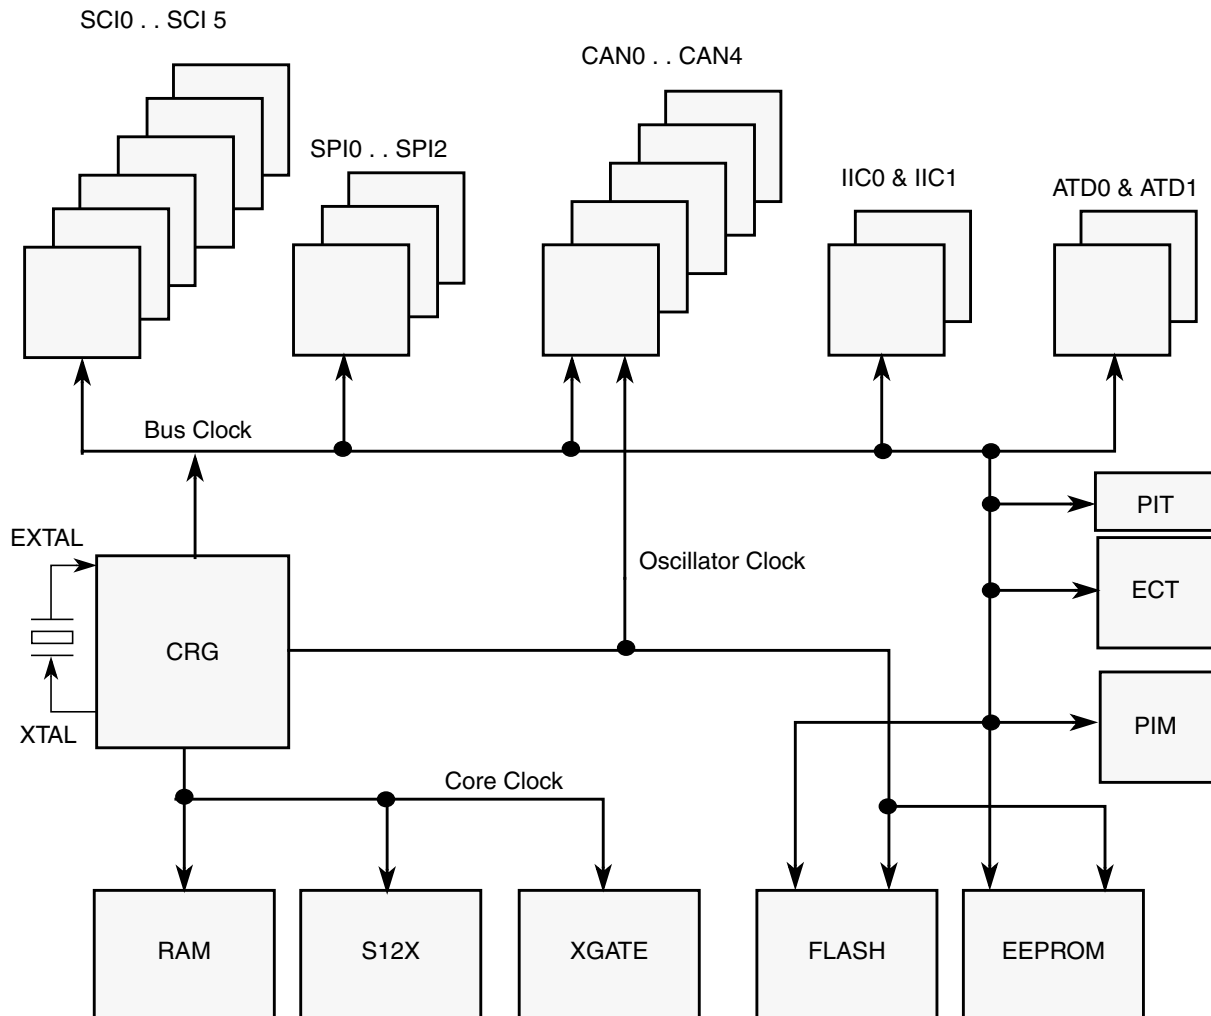 SCI0 . . SCI 5
CAN0 . . CAN4
SPI0 . . SPI2
IIC0 & IIC1
ATD0 & ATD1
Bus Clock
PIT
EXTAL
Oscillator Clock
ECT
CRG
XTAL
PIM
Core Clock
RAM
S12X
XGATE
FLASH
EEPROM